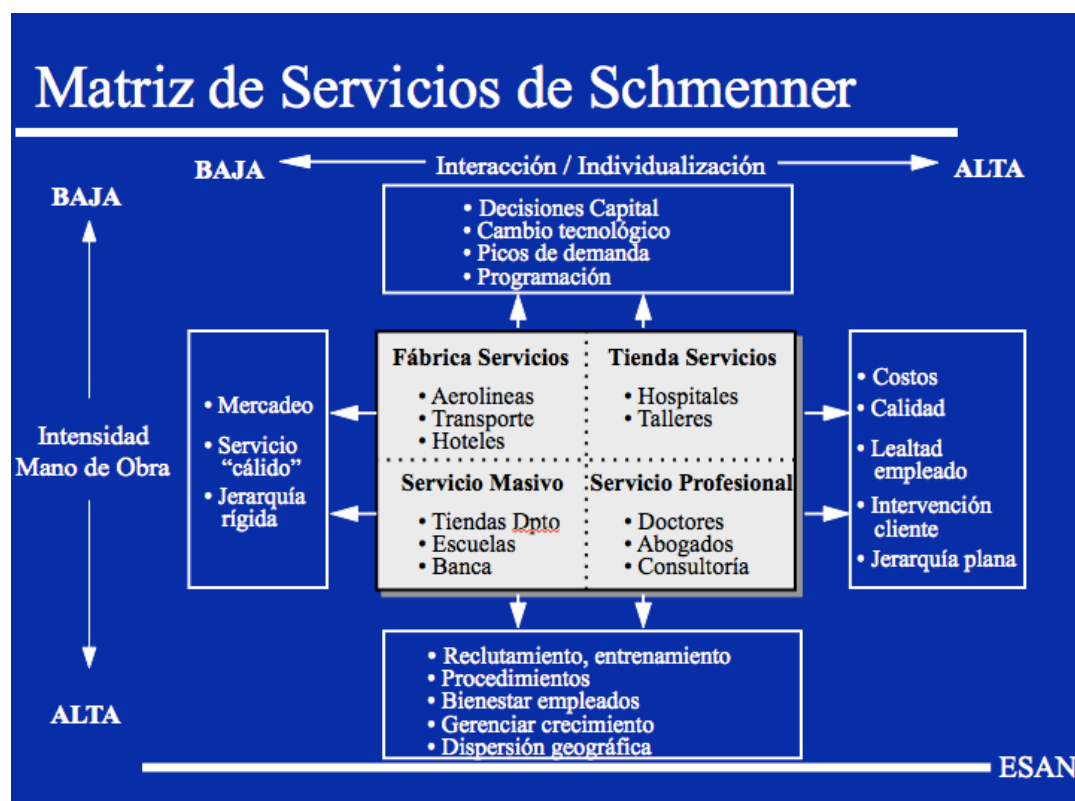 Matriz de Servicios de Schmenner
BAJA
Interacción / Individualización
ALTA
BAJA
• Decisiones Capital
• Cambio tecnológico
• Picos de demanda
• Programación
Intensidad
Mano de Obra
ALTA
• Mercadeo
• Servicio
“cálido”
• Jerarquía
rígida
Fábrica Servicios
• Aerolineas
• Transporte
• Hoteles
Tienda Servicios
• Hospitales
• Talleres
Servicio Masivo
• Tiendas Dpto
• Escuelas
• Banca
Servicio Profesional
• Doctores
• Abogados
• Consultoría
• Costos
• Calidad
• Lealtad
empleado
• Intervención
cliente
• Jerarquía plana
• Reclutamiento, entrenamiento
• Procedimientos
• Bienestar empleados
• Gerenciar crecimiento
• Dispersión geográfica
ESAN